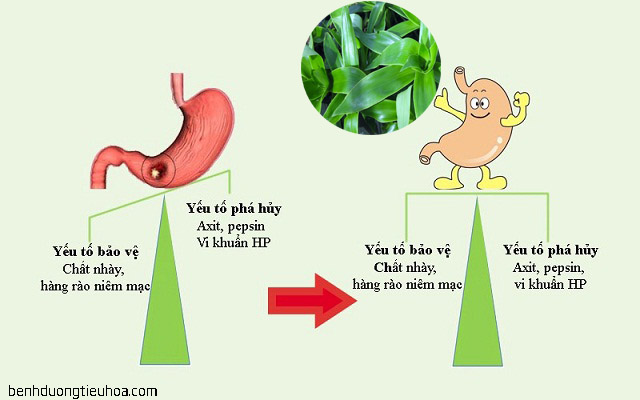 Yếu tố phá hủy
Axit, pepsin
Vi khuẩn HP
Yếu tố bảo vệ
Chất nhày,
hàng rào niêm mạc
Yếu tố bảo vệ
Chất nhày,
hàng rào niêm mạc
Yếu tố phá hủy
Axit, pepsin,
vi khuẩn HP
benhduongtieuhoa.com